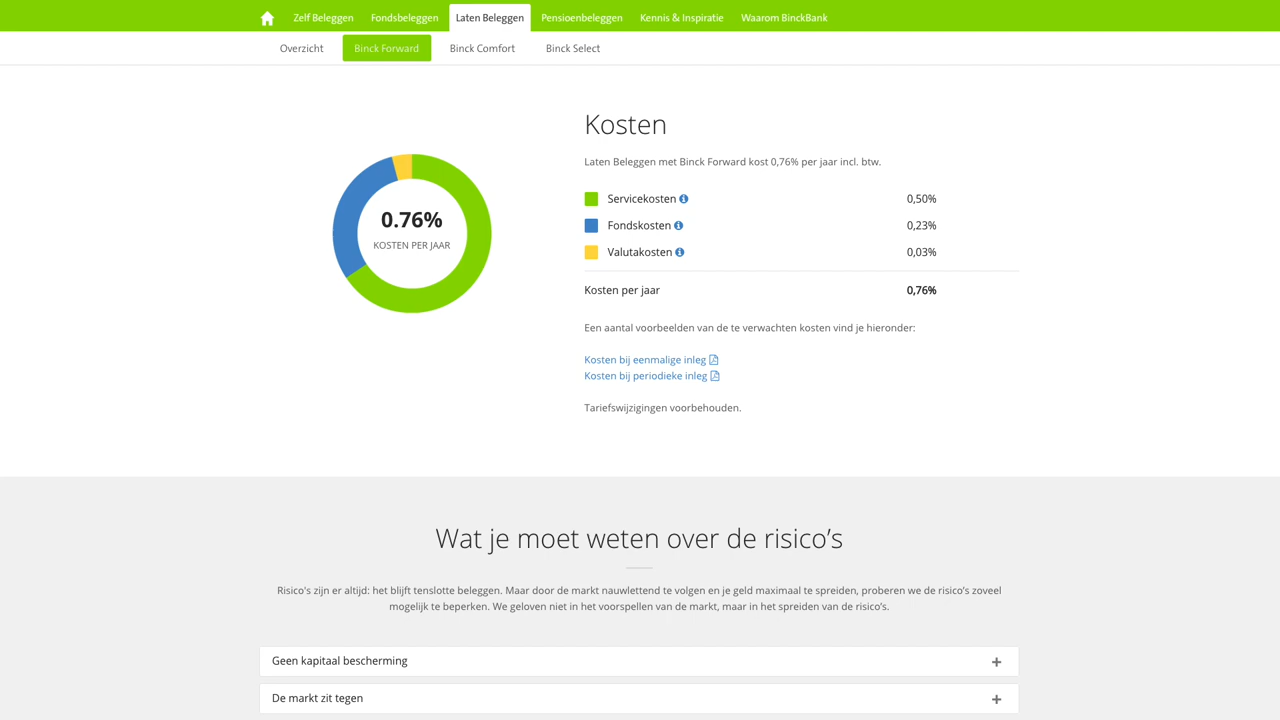 Zelf Beleggen Fondsbeleggen Laten Beleggen Pensioenbeleggen Kennis & Inspiratie Waarom BinckBank
Overzicht Binck Forward Binck Comfort Binck Select
Kosten
Laten Beleggen met Binck Forward kost 0,76% per jaar incl. btw.
Servicekosten 0,50%
0.76%
Fondskosten 0,23%
KOSTEN PER JAAR
Valutakosten 0,03%
Kosten per jaar 0,76%
Een aantal voorbeelden van de te verwachten kosten vind je hieronder:
Kosten bij eenmalige inleg
Kosten bij periodieke inleg
Tariefswijzigingen voorbehouden.
Wat je moet weten over de risico’s
Risico’s zijn er altijd: het blijft tenslotte beleggen. Maar door de markt nauwlettend te volgen en je geld maximaal te spreiden, proberen we de risico’s zoveel
mogelijk te beperken. We geloven niet in het voorspellen van de markt, maar in het spreiden van de risico’s.
Geen kapitaal bescherming
De markt zit tegen